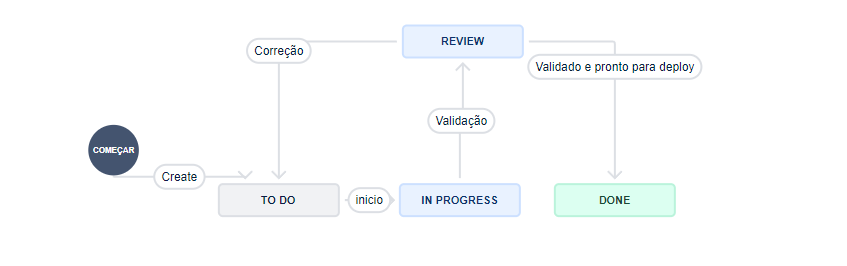 REVIEW
Correção
Validado e pronto para deploy
Validação
COMEÇAR
Create
TO DO
inicio
IN PROGRESS
DONE